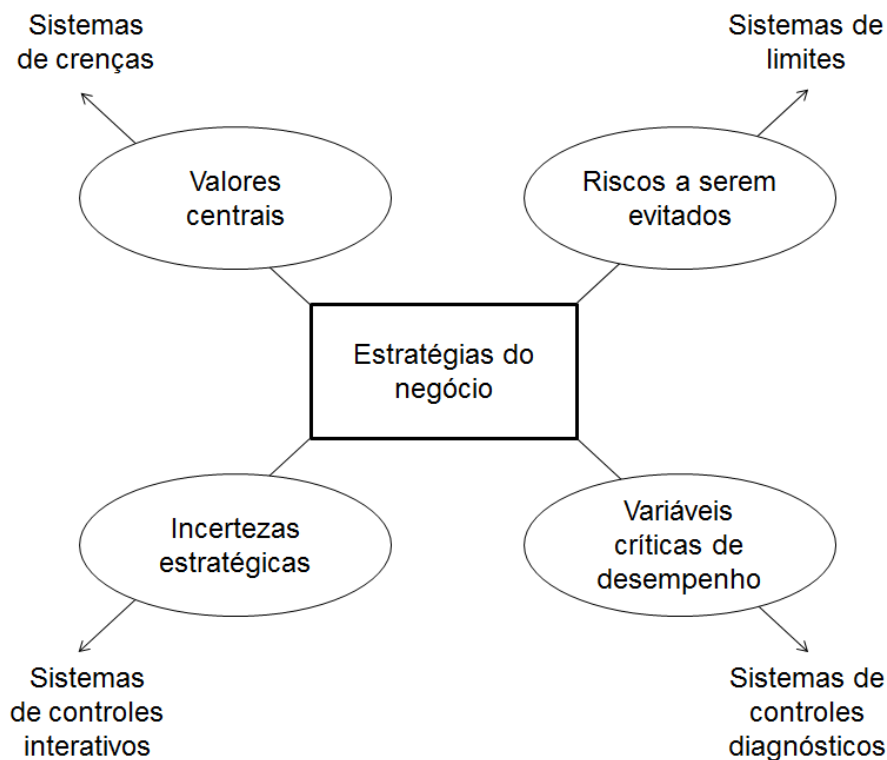 Sistemas
de crenças
Sistemas de
limites
Valores
centrais
Riscos a serem
evitados
Estratégias do
negócio
Incertezas
estratégicas
Variáveis
críticas de
desempenho
Sistemas
de controles
interativos
Sistemas de
controles
diagnósticos